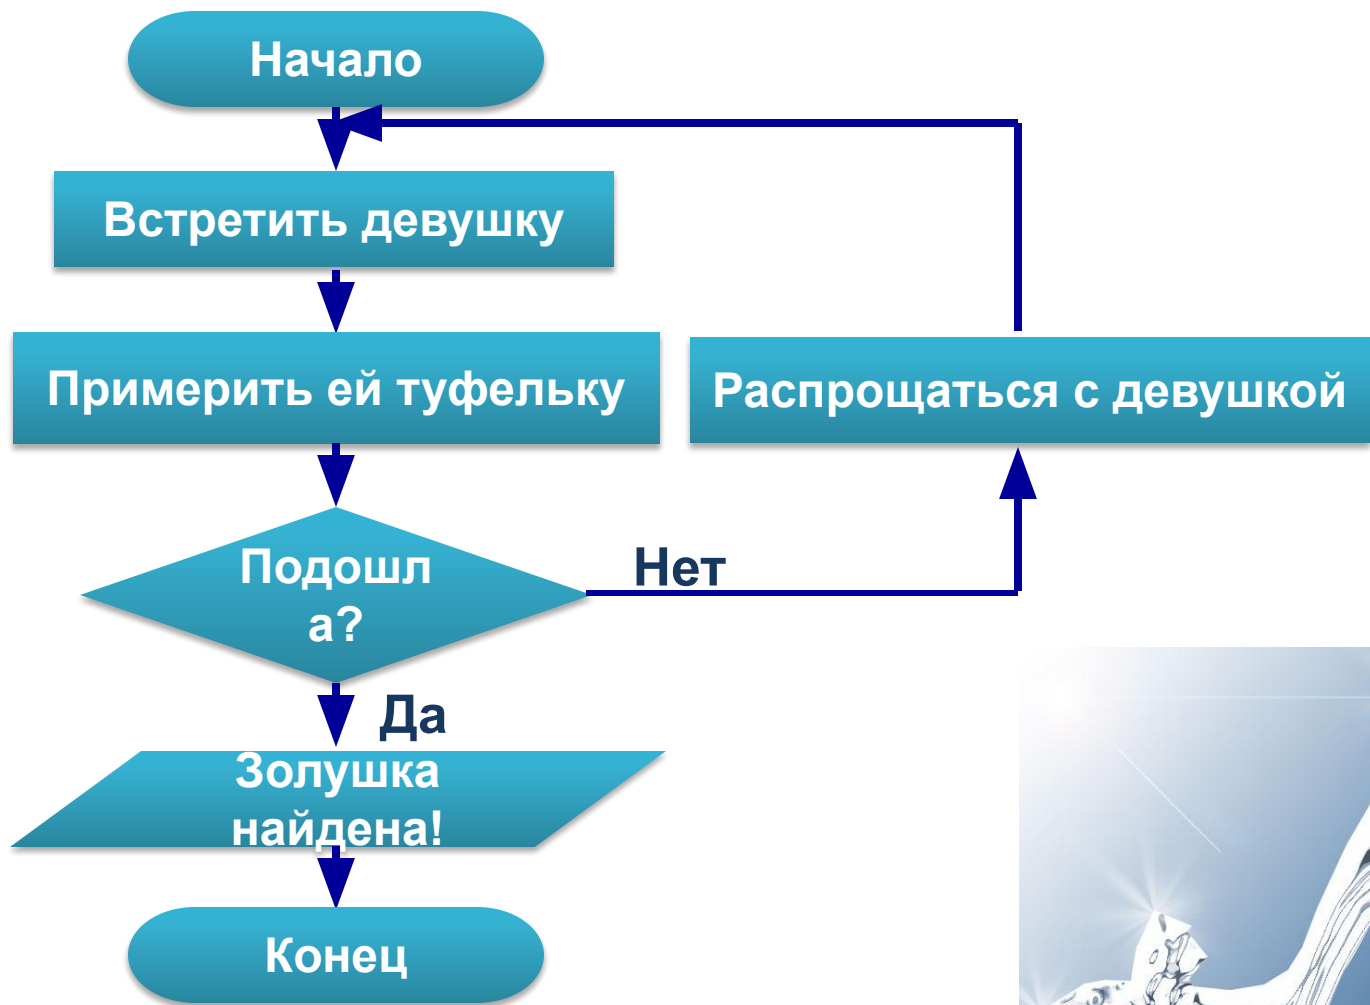 Начало
Встретить девушку
Примерить ей туфельку
Распрощаться с девушкой
Подошл
а?
Нет
Да
Золушка
найдена!
Конец